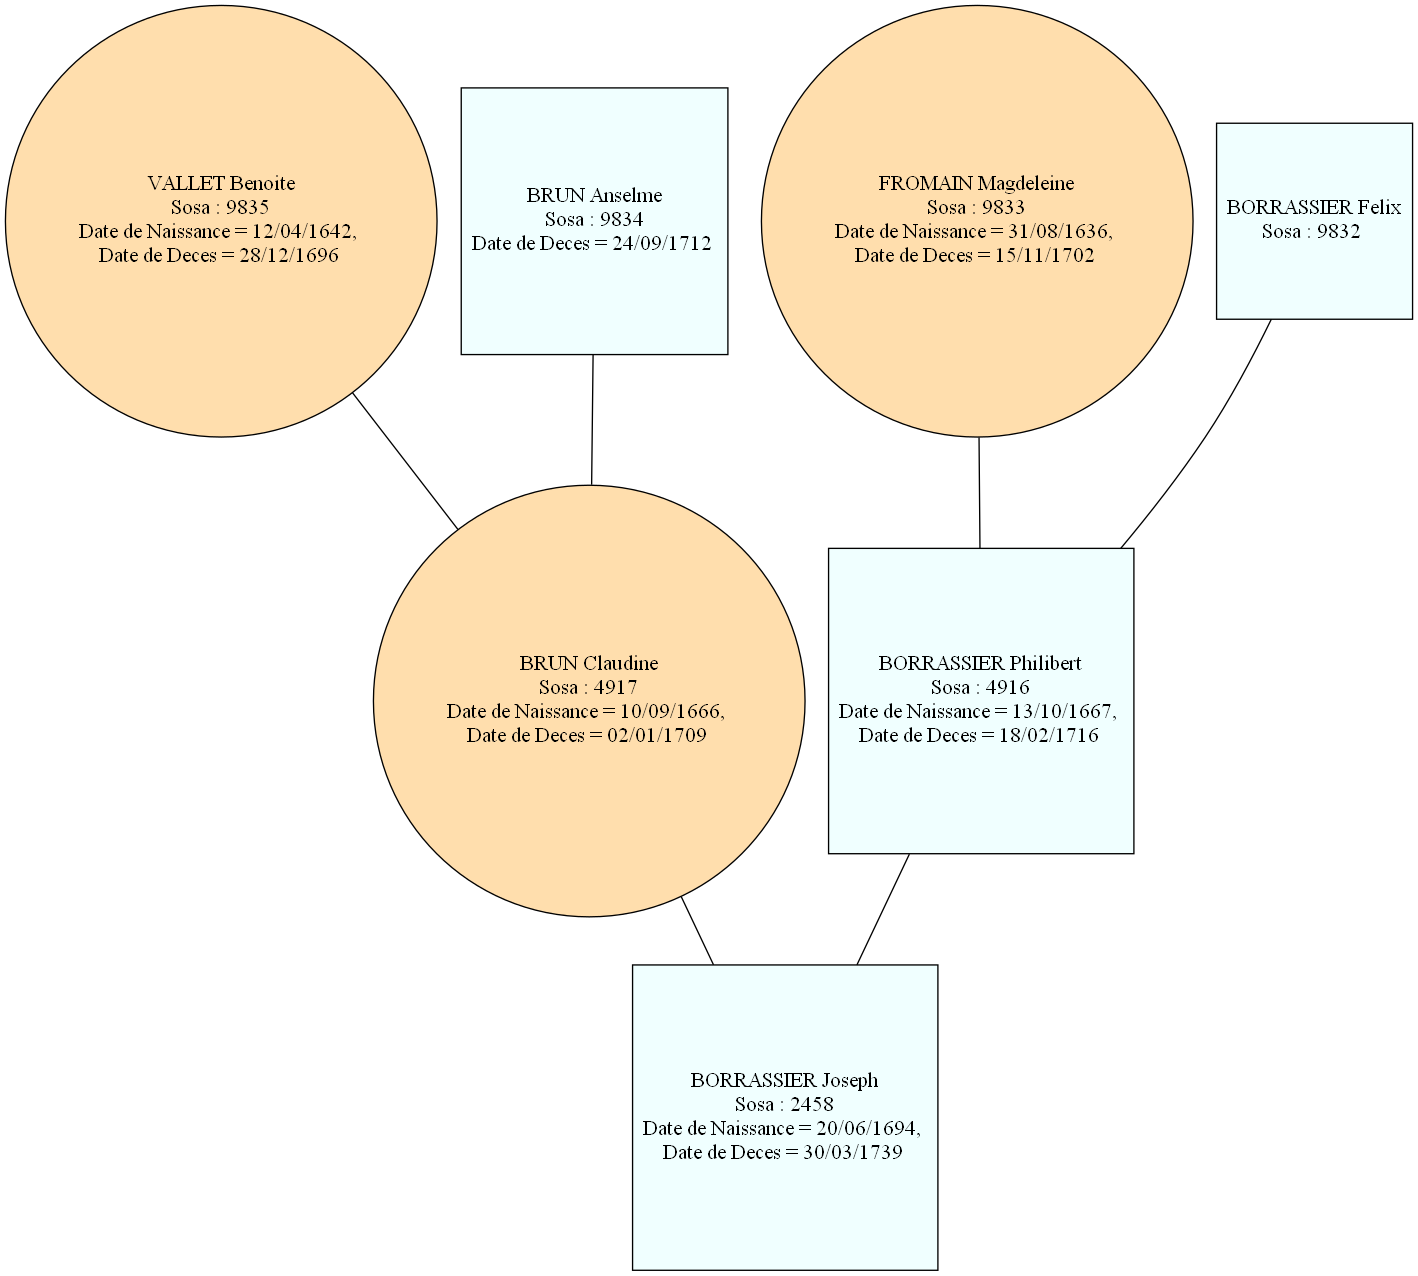 VALLET Benoite
Sosa : 9835
Date de Naissance = 12/04/1642,
Date de Deces = 28/12/1696
BRUN Anselme
Sosa : 9834
Date de Deces = 24/09/1712
FROMAIN Magdeleine
Sosa : 9833
Date de Naissance = 31/08/1636,
Date de Deces = 15/11/1702
BORRASSIER Felix
Sosa : 9832
BRUN Claudine
Sosa : 4917
Date de Naissance = 10/09/1666,
Date de Deces = 02/01/1709
BORRASSIER Philibert
Sosa : 4916
Date de Naissance = 13/10/1667,
Date de Deces = 18/02/1716
BORRASSIER Joseph
Sosa : 2458
Date de Naissance = 20/06/1694,
Date de Deces = 30/03/1739